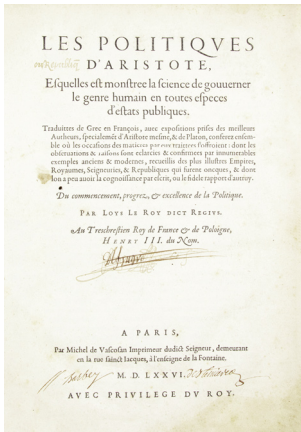 LES POLITIQVES
D'ARISTOTE,
Esquelles est monstree la science de gouuerner
le genre humain en toutes especes
d'estats publiques.
Traduittes de Grec en François, auec expositions prises des meilleurs
Autheurs, specialemẽt d'Aristote mesme, & de Platon, conferez ensem-
ble où les occasions des matieres par eux traittees s'offroient: dont les
obseruations & raisons sont eclarcies & confirmees par innumerables
exemples anciens & modernes, recueillis des plus illustres Empires,
Royaumes, Seigneuries, & Republiques qui furent oncques, & dont
lon a peu auoir la cognoissance par escrit, ou le fidele rapport d'autruy.
Du commencement, progrez, & excellence de la Politique.
PAR LOYS LE ROY DICT REGIVS.
Au Treschrestien Roy de France & de Poloigne,
HENRY III. du Nom.
A PARIS,
Par Michel de Vascosan Imprimeur dudict Seigneur, demeurant
en la rue sainct Iaques, à l'enseigne de la Fontaine.
M. D. LXXVI.
AVEC PRIVILEGE DV ROY.